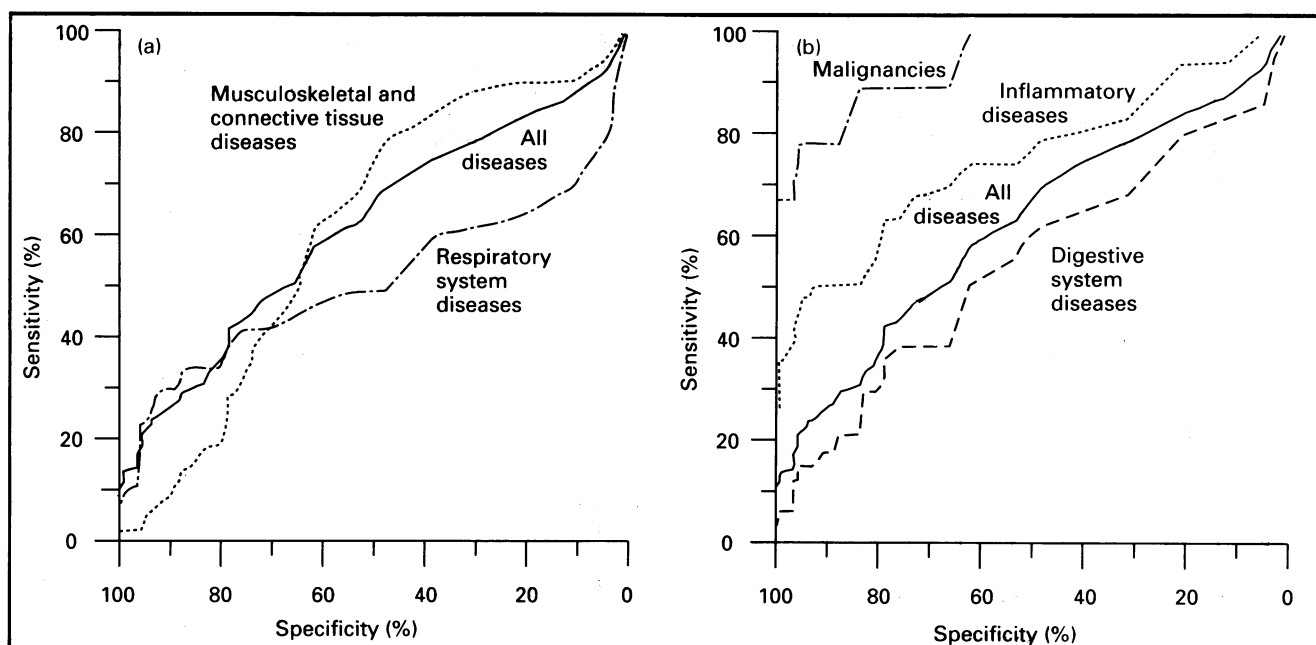 (a)
100
80
60
40
20
0
Sensitivity (%)
Musculoskeletal and
connective tissue
diseases
All
diseases
Respiratory
system
diseases
100
80
60
40
20
0
Specificity (%)
(b)
100
80
60
40
20
0
Sensitivity (%)
Malignancies
Inflammatory
diseases
All
diseases
Digestive
system
diseases
100
80
60
40
20
0
Specificity (%)